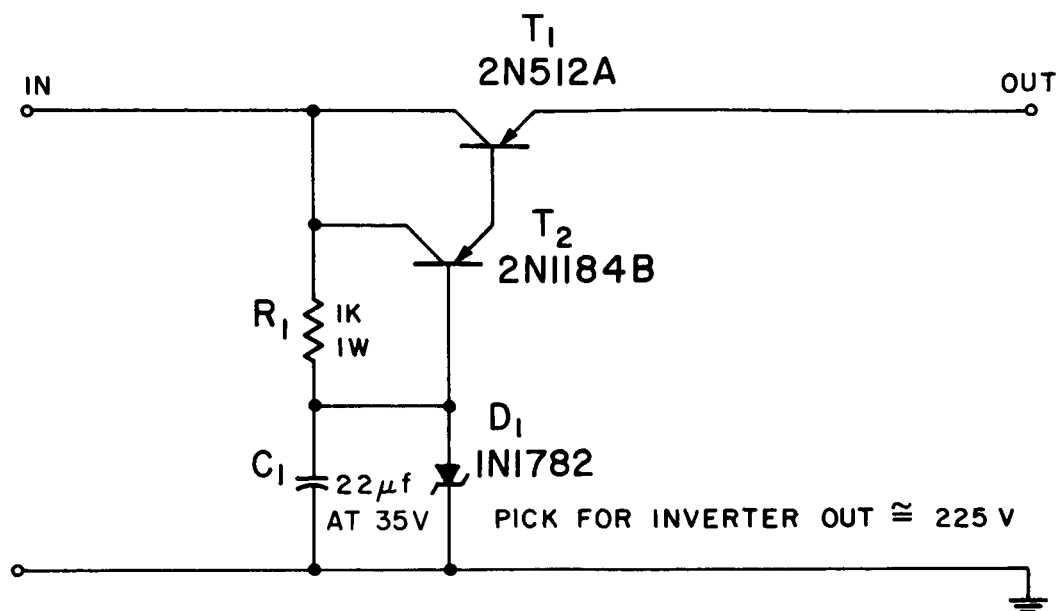 T1
2N512A
IN
OUT
T2
2N1184B
R1
1K
1W
D1
1N1782
C1
22μf
AT 35V
PICK FOR INVERTER OUT ≅ 225 V